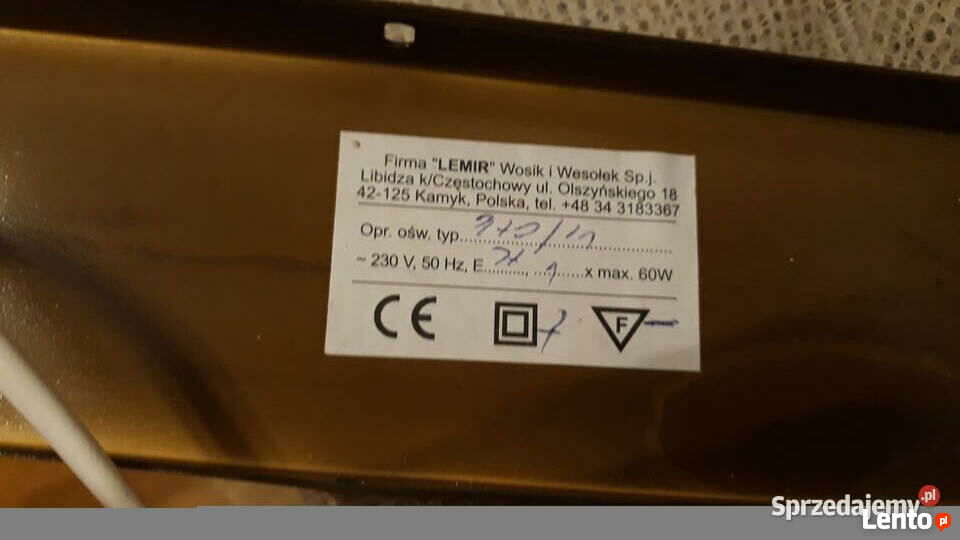 Firma "LEMIR" Wosik i Wesołek Sp.j.
Libidza k/Częstochowy ul. Olszyńskiego 18
42-125 Kamyk, Polska, tel. +48 34 3183367
Opr. ośw. typ..........
~ 230 V, 50 Hz, E.........., ....1......x max. 60W
CE F
Sprzedajemy.pl
Lento.pl